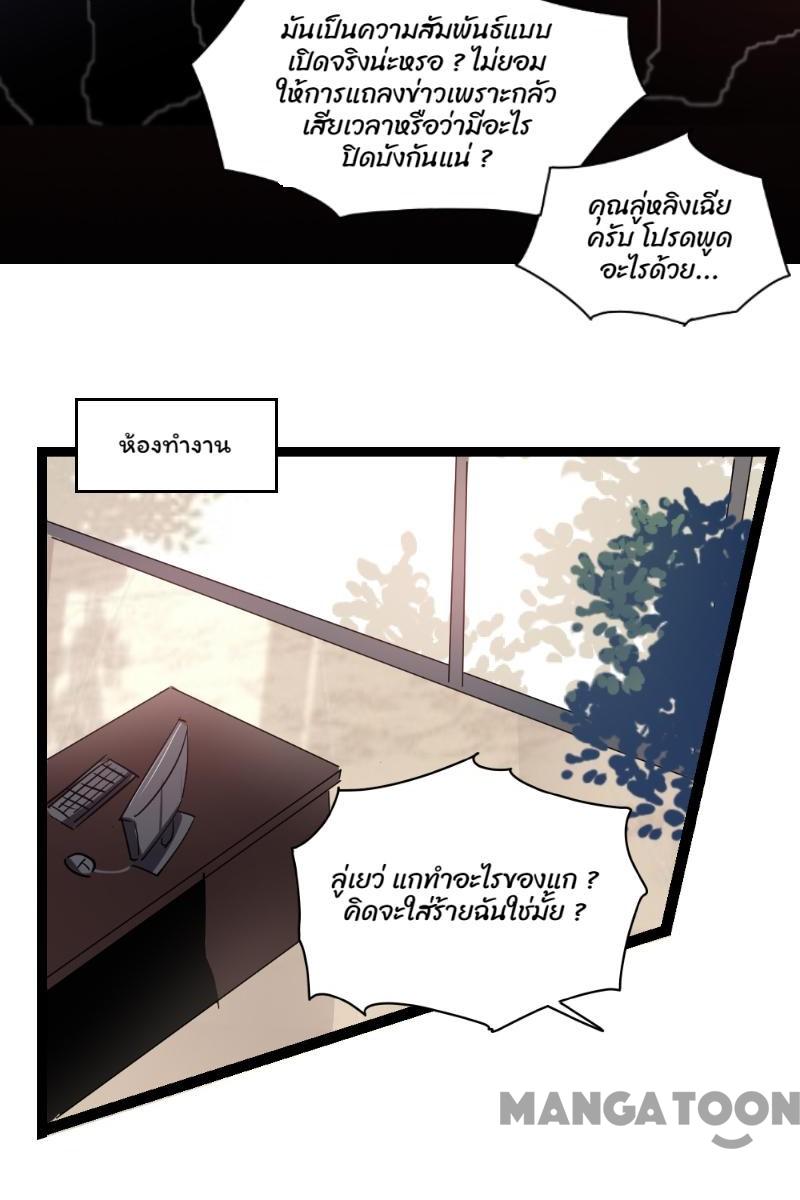 มันเป็นความสัมพันธ์แบบ
เปิดจริงน่ะหรอ ? ไม่ยอม
ให้การแถลงข่าวเพราะกลัว
เสียเวลาหรือว่ามีอะไร
ปิดบังกันแน่ ?
คุณลู่หลิงเฉีย
ครับ โปรดพูด
อะไรด้วย...
ห้องทำงาน
ลู่เยว่ แกทำอะไรของแก ?
คิดจะใส่ร้ายฉันใช่มั้ย ?
MANGATOON